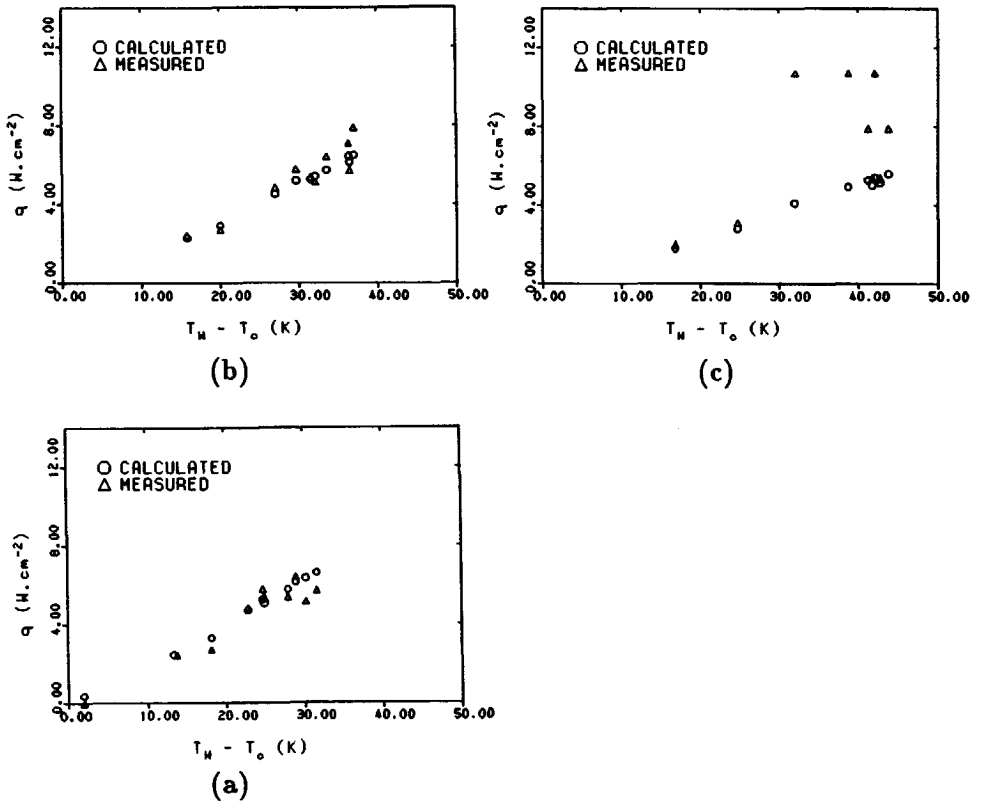 12.00
8.00
4.00
0.00
q (W.cm⁻²)
○ CALCULATED
△ MEASURED
0.00 10.00 20.00 30.00 40.00 50.00
T_W - T_o (K)
(b)
12.00
8.00
4.00
0.00
q (W.cm⁻²)
○ CALCULATED
△ MEASURED
0.00 10.00 20.00 30.00 40.00 50.00
T_W - T_o (K)
(c)
12.00
8.00
4.00
0.00
q (W.cm⁻²)
○ CALCULATED
△ MEASURED
0.00 10.00 20.00 30.00 40.00 50.00
T_W - T_o (K)
(a)